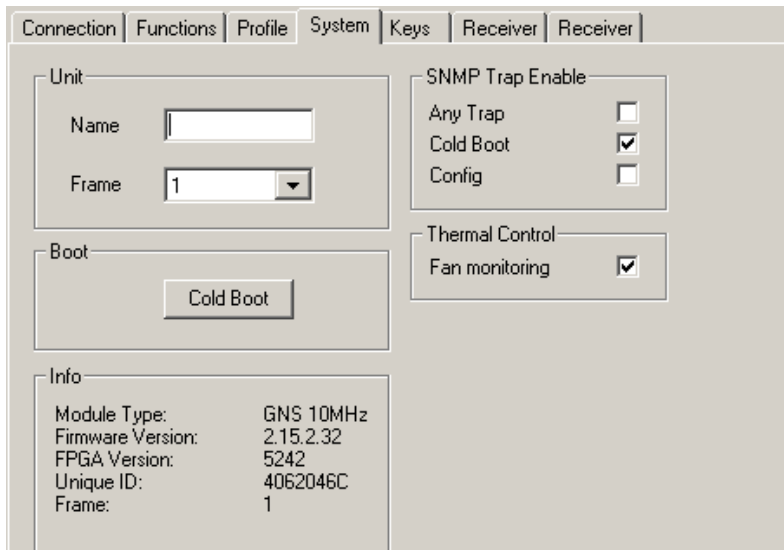 Connection Functions Profile System Keys Receiver Receiver
Unit
Name
Frame 1
Boot
Cold Boot
Info
Module Type: GNS 10MHz
Firmware Version: 2.15.2.32
FPGA Version: 5242
Unique ID: 4062046C
Frame: 1
SNMP Trap Enable
Any Trap
Cold Boot
Config
Thermal Control
Fan monitoring